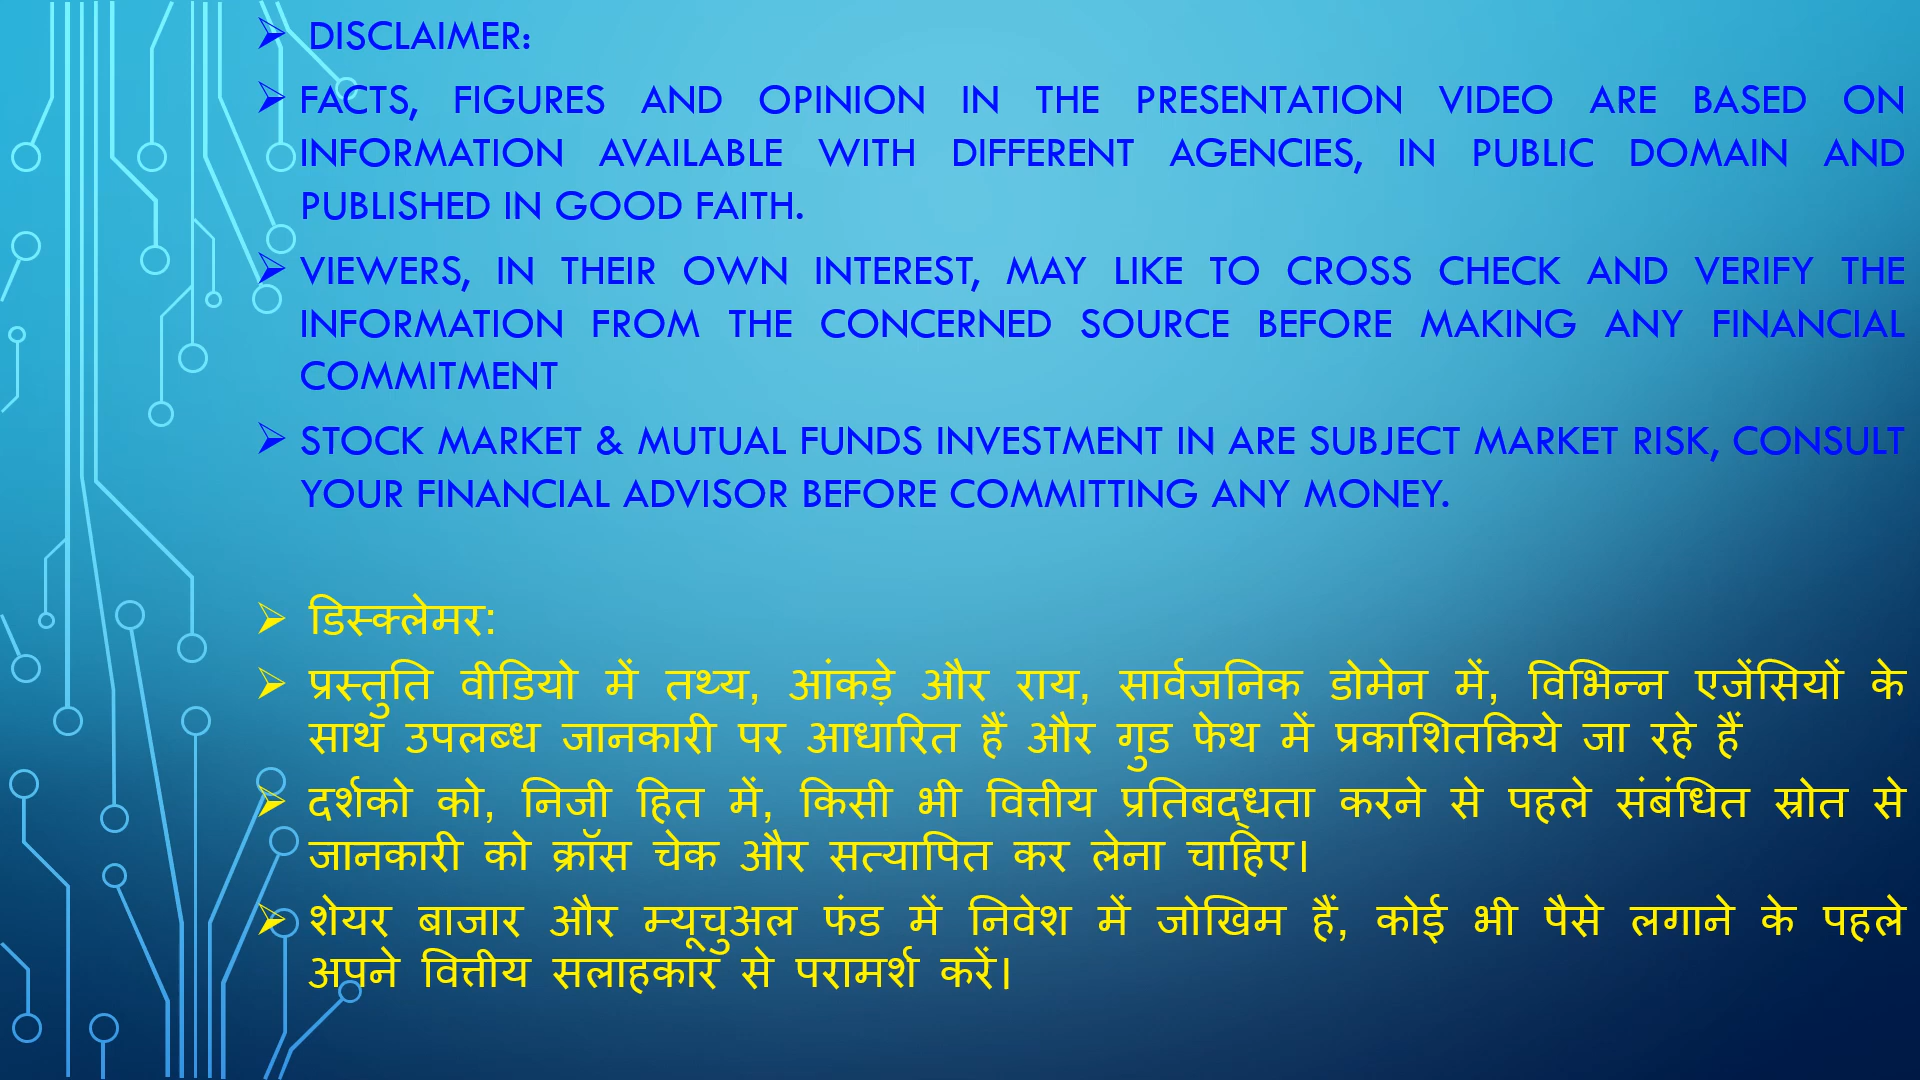 DISCLAIMER:
FACTS, FIGURES AND OPINION IN THE PRESENTATION VIDEO ARE BASED ON
INFORMATION AVAILABLE WITH DIFFERENT AGENCIES, IN PUBLIC DOMAIN AND
PUBLISHED IN GOOD FAITH.
VIEWERS, IN THEIR OWN INTEREST, MAY LIKE TO CROSS CHECK AND VERIFY THE
INFORMATION FROM THE CONCERNED SOURCE BEFORE MAKING ANY FINANCIAL
COMMITMENT
STOCK MARKET & MUTUAL FUNDS INVESTMENT IN ARE SUBJECT MARKET RISK, CONSULT
YOUR FINANCIAL ADVISOR BEFORE COMMITTING ANY MONEY.
डिस्क्लेमर:
प्रस्तुति वीडियो में तथ्य, आंकड़े और राय, सार्वजनिक डोमेन में, विभिन्न एजेंसियों के
साथ उपलब्ध जानकारी पर आधारित हैं और गुड फेथ में प्रकाशितकिये जा रहे हैं
दर्शको को, निजी हित में, किसी भी वित्तीय प्रतिबद्धता करने से पहले संबंधित स्रोत से
जानकारी को क्रॉस चेक और सत्यापित कर लेना चाहिए।
शेयर बाजार और म्यूचुअल फंड में निवेश में जोखिम हैं, कोई भी पैसे लगाने के पहले
अपने वित्तीय सलाहकार से परामर्श करें।